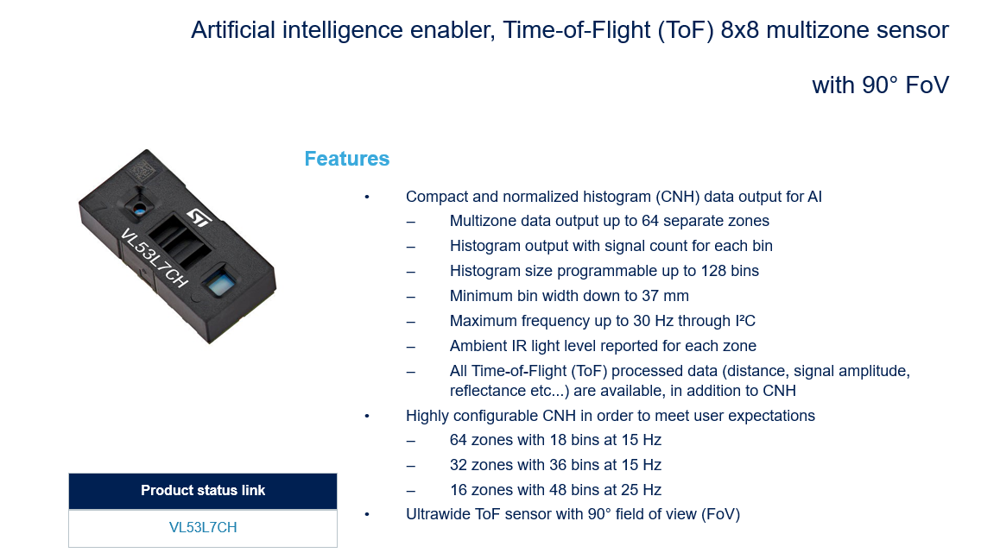 Artificial intelligence enabler, Time-of-Flight (ToF) 8x8 multizone sensor
with 90° FoV
ST
VL53L7CH
Features
• Compact and normalized histogram (CNH) data output for AI
– Multizone data output up to 64 separate zones
– Histogram output with signal count for each bin
– Histogram size programmable up to 128 bins
– Minimum bin width down to 37 mm
– Maximum frequency up to 30 Hz through I²C
– Ambient IR light level reported for each zone
– All Time-of-Flight (ToF) processed data (distance, signal amplitude,
reflectance etc...) are available, in addition to CNH
• Highly configurable CNH in order to meet user expectations
– 64 zones with 18 bins at 15 Hz
– 32 zones with 36 bins at 15 Hz
– 16 zones with 48 bins at 25 Hz
• Ultrawide ToF sensor with 90° field of view (FoV)
Product status link
VL53L7CH